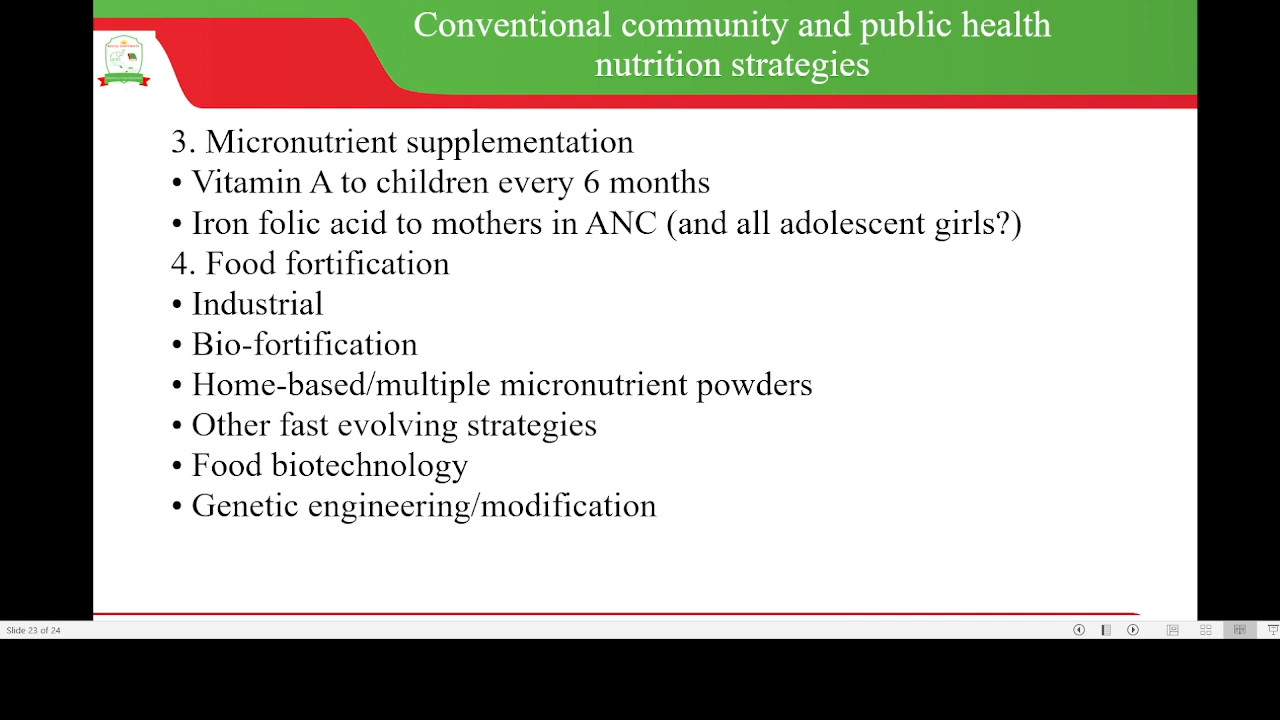 Conventional community and public health
nutrition strategies
3. Micronutrient supplementation
• Vitamin A to children every 6 months
• Iron folic acid to mothers in ANC (and all adolescent girls?)
4. Food fortification
• Industrial
• Bio-fortification
• Home-based/multiple micronutrient powders
• Other fast evolving strategies
• Food biotechnology
• Genetic engineering/modification
Slide 23 of 24